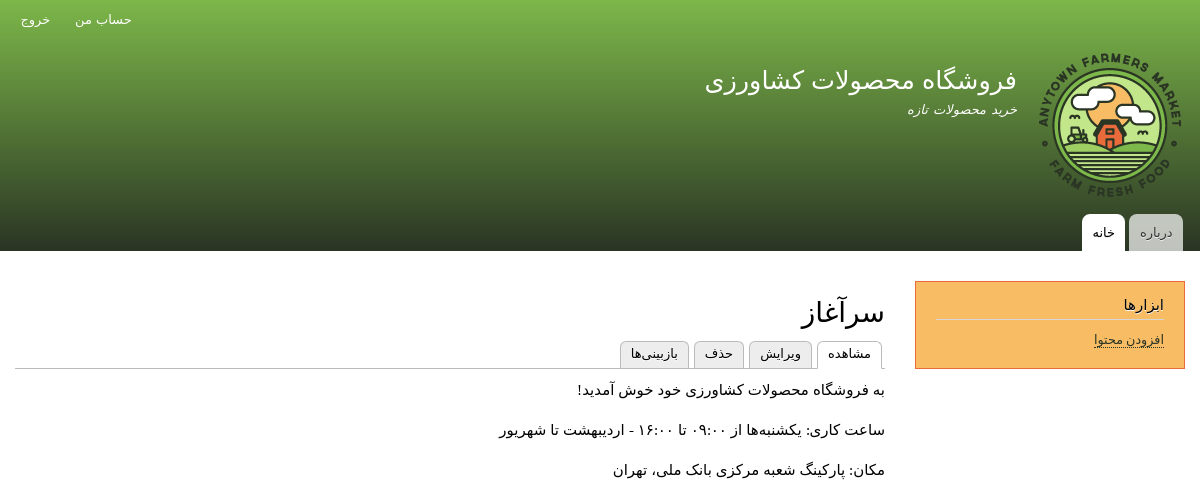 حساب من
خروج
ANYTOWN FARMERS MARKET
FARM FRESH FOOD
فروشگاه محصولات کشاورزی
خرید محصولات تازه
درباره
خانه
ابزارها
افزودن محتوا
سرآغاز
مشاهده
ویرایش
حذف
بازبینی‌ها
به فروشگاه محصولات کشاورزی خود خوش آمدید!
ساعت کاری: یکشنبه‌ها از ۰۹:۰۰ تا ۱۶:۰۰ - اردیبهشت تا شهریور
مکان: پارکینگ شعبه مرکزی بانک ملی، تهران